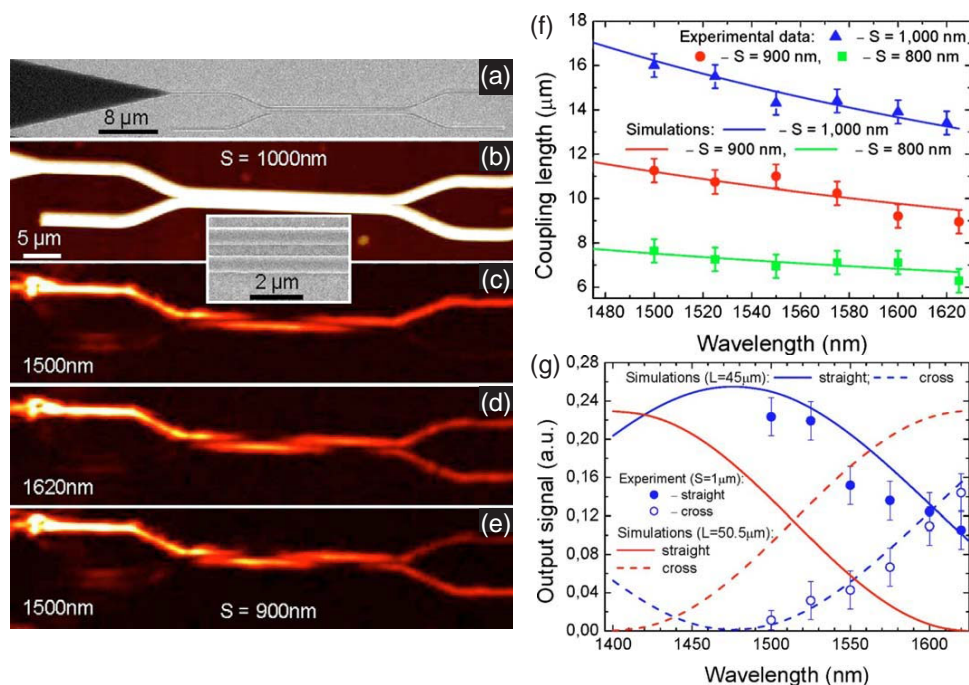 (a)
8 µm
(b)
S = 1000nm
5 µm
2 µm
(c)
1500nm
(d)
1620nm
(e)
1500nm
S = 900nm
(f)
Experimental data: – S = 1,000 nm,
– S = 900 nm, – S = 800 nm
Simulations: – S = 1,000 nm
– S = 900 nm, – S = 800 nm
Coupling length (µm)
18
16
14
12
10
8
6
1480 1500 1520 1540 1560 1580 1600 1620
Wavelength (nm)
(g)
Simulations (L=45µm): straight; cross
Experiment (S=1µm):
– straight
– cross
Simulations (L=50.5µm):
straight
cross
Output signal (a.u.)
0,28
0,24
0,20
0,16
0,12
0,08
0,04
0,00
1400 1450 1500 1550 1600
Wavelength (nm)